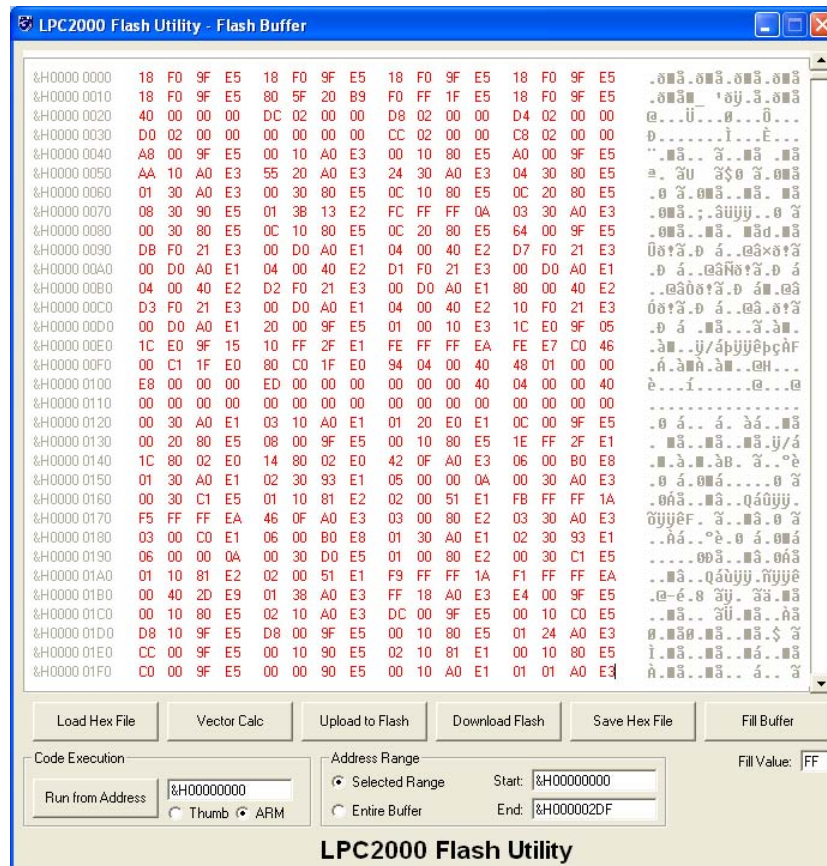 LPC2000 Flash Utility - Flash Buffer
&H0000 0000 18 F0 9F E5 18 F0 9F E5 18 F0 9F E5 18 F0 9F E5
&H0000 0010 18 F0 9F E5 80 5F 20 B9 F0 FF 1F E5 18 F0 9F E5
&H0000 0020 40 00 00 00 DC 02 00 00 D8 02 00 00 D4 02 00 00
&H0000 0030 D0 02 00 00 00 00 00 00 CC 02 00 00 C8 02 00 00
&H0000 0040 A8 00 9F E5 00 10 A0 E3 00 10 80 E5 A0 00 9F E5
&H0000 0050 AA 10 A0 E3 55 20 A0 E3 24 30 A0 E3 04 30 80 E5
&H0000 0060 01 30 A0 E3 00 30 80 E5 0C 10 80 E5 0C 20 80 E5
&H0000 0070 08 30 90 E5 01 3B 13 E2 FC FF FF 0A 03 30 A0 E3
&H0000 0080 00 30 80 E5 0C 10 80 E5 0C 20 80 E5 64 00 9F E5
&H0000 0090 DB F0 21 E3 00 D0 A0 E1 04 00 40 E2 D7 F0 21 E3
&H0000 00A0 00 D0 A0 E1 04 00 40 E2 D1 F0 21 E3 00 D0 A0 E1
&H0000 00B0 04 00 40 E2 D2 F0 21 E3 00 D0 A0 E1 80 00 40 E2
&H0000 00C0 D3 F0 21 E3 00 D0 A0 E1 04 00 40 E2 10 F0 21 E3
&H0000 00D0 00 D0 A0 E1 20 00 9F E5 01 00 10 E3 1C E0 9F 05
&H0000 00E0 1C E0 9F 15 10 FF 2F E1 FE FF FF EA FE E7 C0 46
&H0000 00F0 00 C1 1F E0 80 C0 1F E0 94 04 00 40 48 01 00 00
&H0000 0100 E8 00 00 00 ED 00 00 00 00 00 00 40 04 00 00 40
&H0000 0110 00 00 00 00 00 00 00 00 00 00 00 00 00 00 00 00
&H0000 0120 00 30 A0 E1 03 10 A0 E1 01 20 E0 E1 0C 00 9F E5
&H0000 0130 00 20 80 E5 08 00 9F E5 00 10 80 E5 1E FF 2F E1
&H0000 0140 1C 80 02 E0 14 80 02 E0 42 0F A0 E3 06 00 B0 E8
&H0000 0150 01 30 A0 E1 02 30 93 E1 05 00 00 0A 00 30 A0 E3
&H0000 0160 00 30 C1 E5 01 10 81 E2 02 00 51 E1 FB FF FF 1A
&H0000 0170 F5 FF FF EA 46 0F A0 E3 03 00 80 E2 03 30 A0 E3
&H0000 0180 03 00 C0 E1 06 00 B0 E8 01 30 A0 E1 02 30 93 E1
&H0000 0190 06 00 00 0A 00 30 D0 E5 01 00 80 E2 00 30 C1 E5
&H0000 01A0 01 10 81 E2 02 00 51 E1 F9 FF FF 1A F1 FF FF EA
&H0000 01B0 00 40 2D E9 01 38 A0 E3 FF 18 A0 E3 E4 00 9F E5
&H0000 01C0 00 10 80 E5 02 10 A0 E3 DC 00 9F E5 00 10 C0 E5
&H0000 01D0 D8 10 9F E5 D8 00 9F E5 00 10 80 E5 01 24 A0 E3
&H0000 01E0 CC 00 9F E5 00 10 90 E5 02 10 81 E1 00 10 80 E5
&H0000 01F0 C0 00 9F E5 00 00 90 E5 00 10 A0 E1 01 01 A0 E3
Load Hex File Vector Calc Upload to Flash Download Flash Save Hex File Fill Buffer
Code Execution Address Range Fill Value: FF
Run from Address &H00000000 Selected Range Start: &H00000000
Thumb ARM Entire Buffer End: &H000002DF
LPC2000 Flash Utility